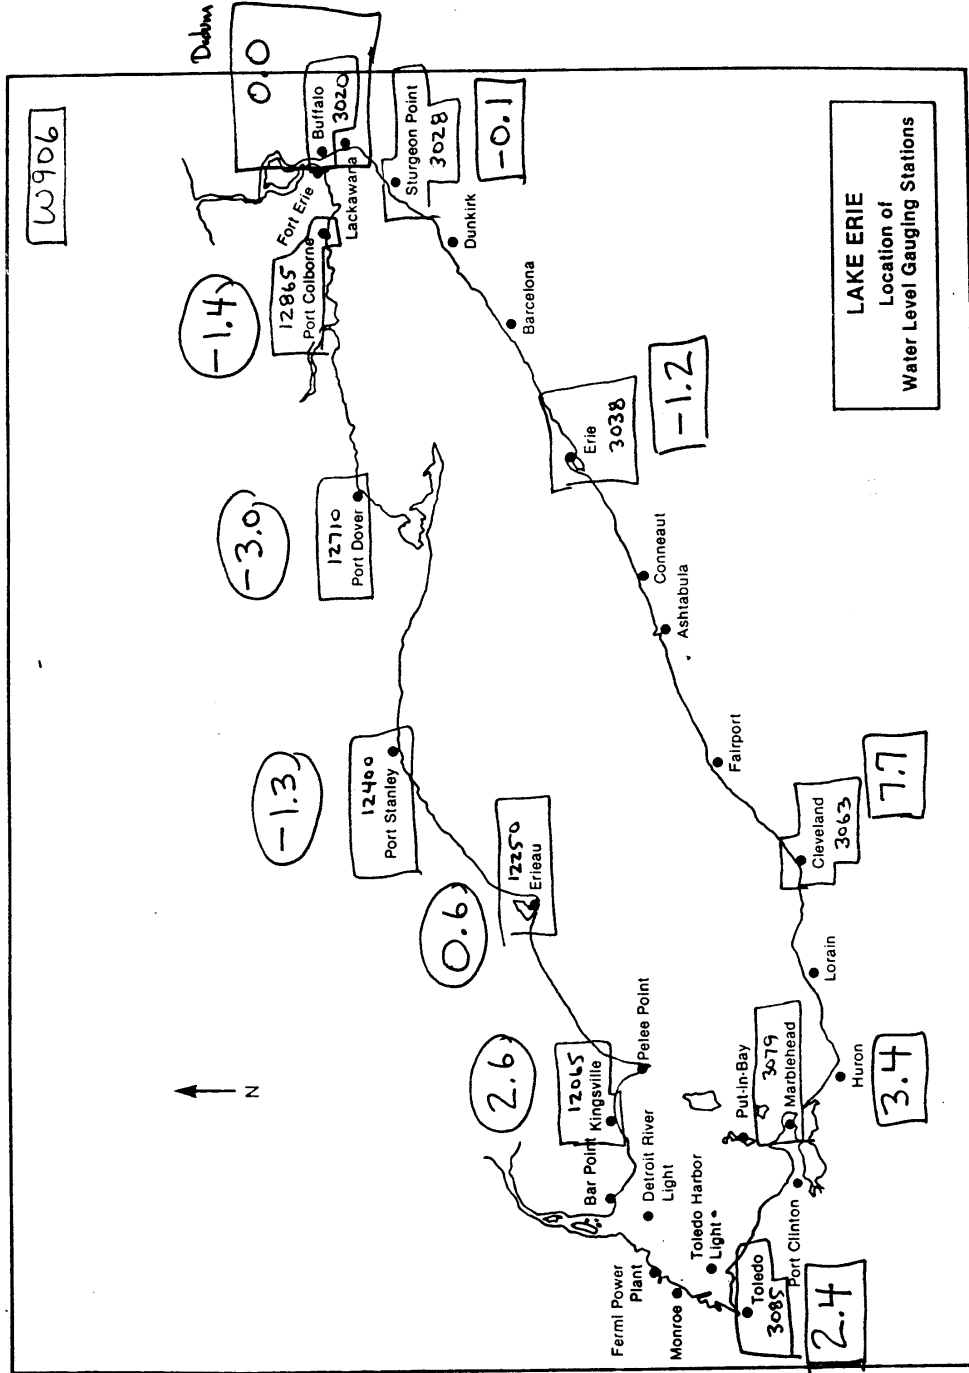 W906
Datum
0.0
Buffalo
3020
Fort Erie
Lackawana
Sturgeon Point
3028
-0.1
Dunkirk
-1.4
12865
Port Colborne
Barcelona
Erie
3038
-1.2
-3.0
12710
Port Dover
Conneaut
Ashtabula
-1.3
12400
Port Stanley
Fairport
0.6
12250
Erieau
Cleveland
3063
7.7
Lorain
N
2.6
12065
Kingsville
Pelee Point
Put-In-Bay
3079
Marblehead
Huron
3.4
Bar Point
Detroit River
Light
Toledo Harbor
Light
Port Clinton
Fermi Power
Plant
Monroe
Toledo
3085
2.4
LAKE ERIE
Location of
Water Level Gauging Stations